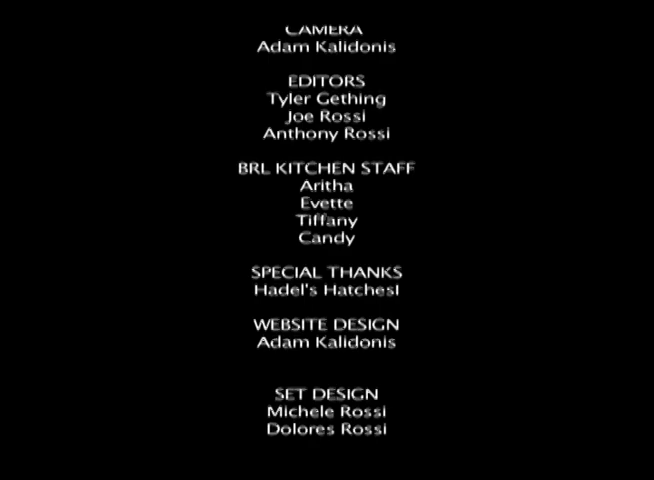 CAMERA
Adam Kalidonis
EDITORS
Tyler Gething
Joe Rossi
Anthony Rossi
BRL KITCHEN STAFF
Aritha
Evette
Tiffany
Candy
SPECIAL THANKS
Hadel's Hatches!
WEBSITE DESIGN
Adam Kalidonis
SET DESIGN
Michele Rossi
Dolores Rossi